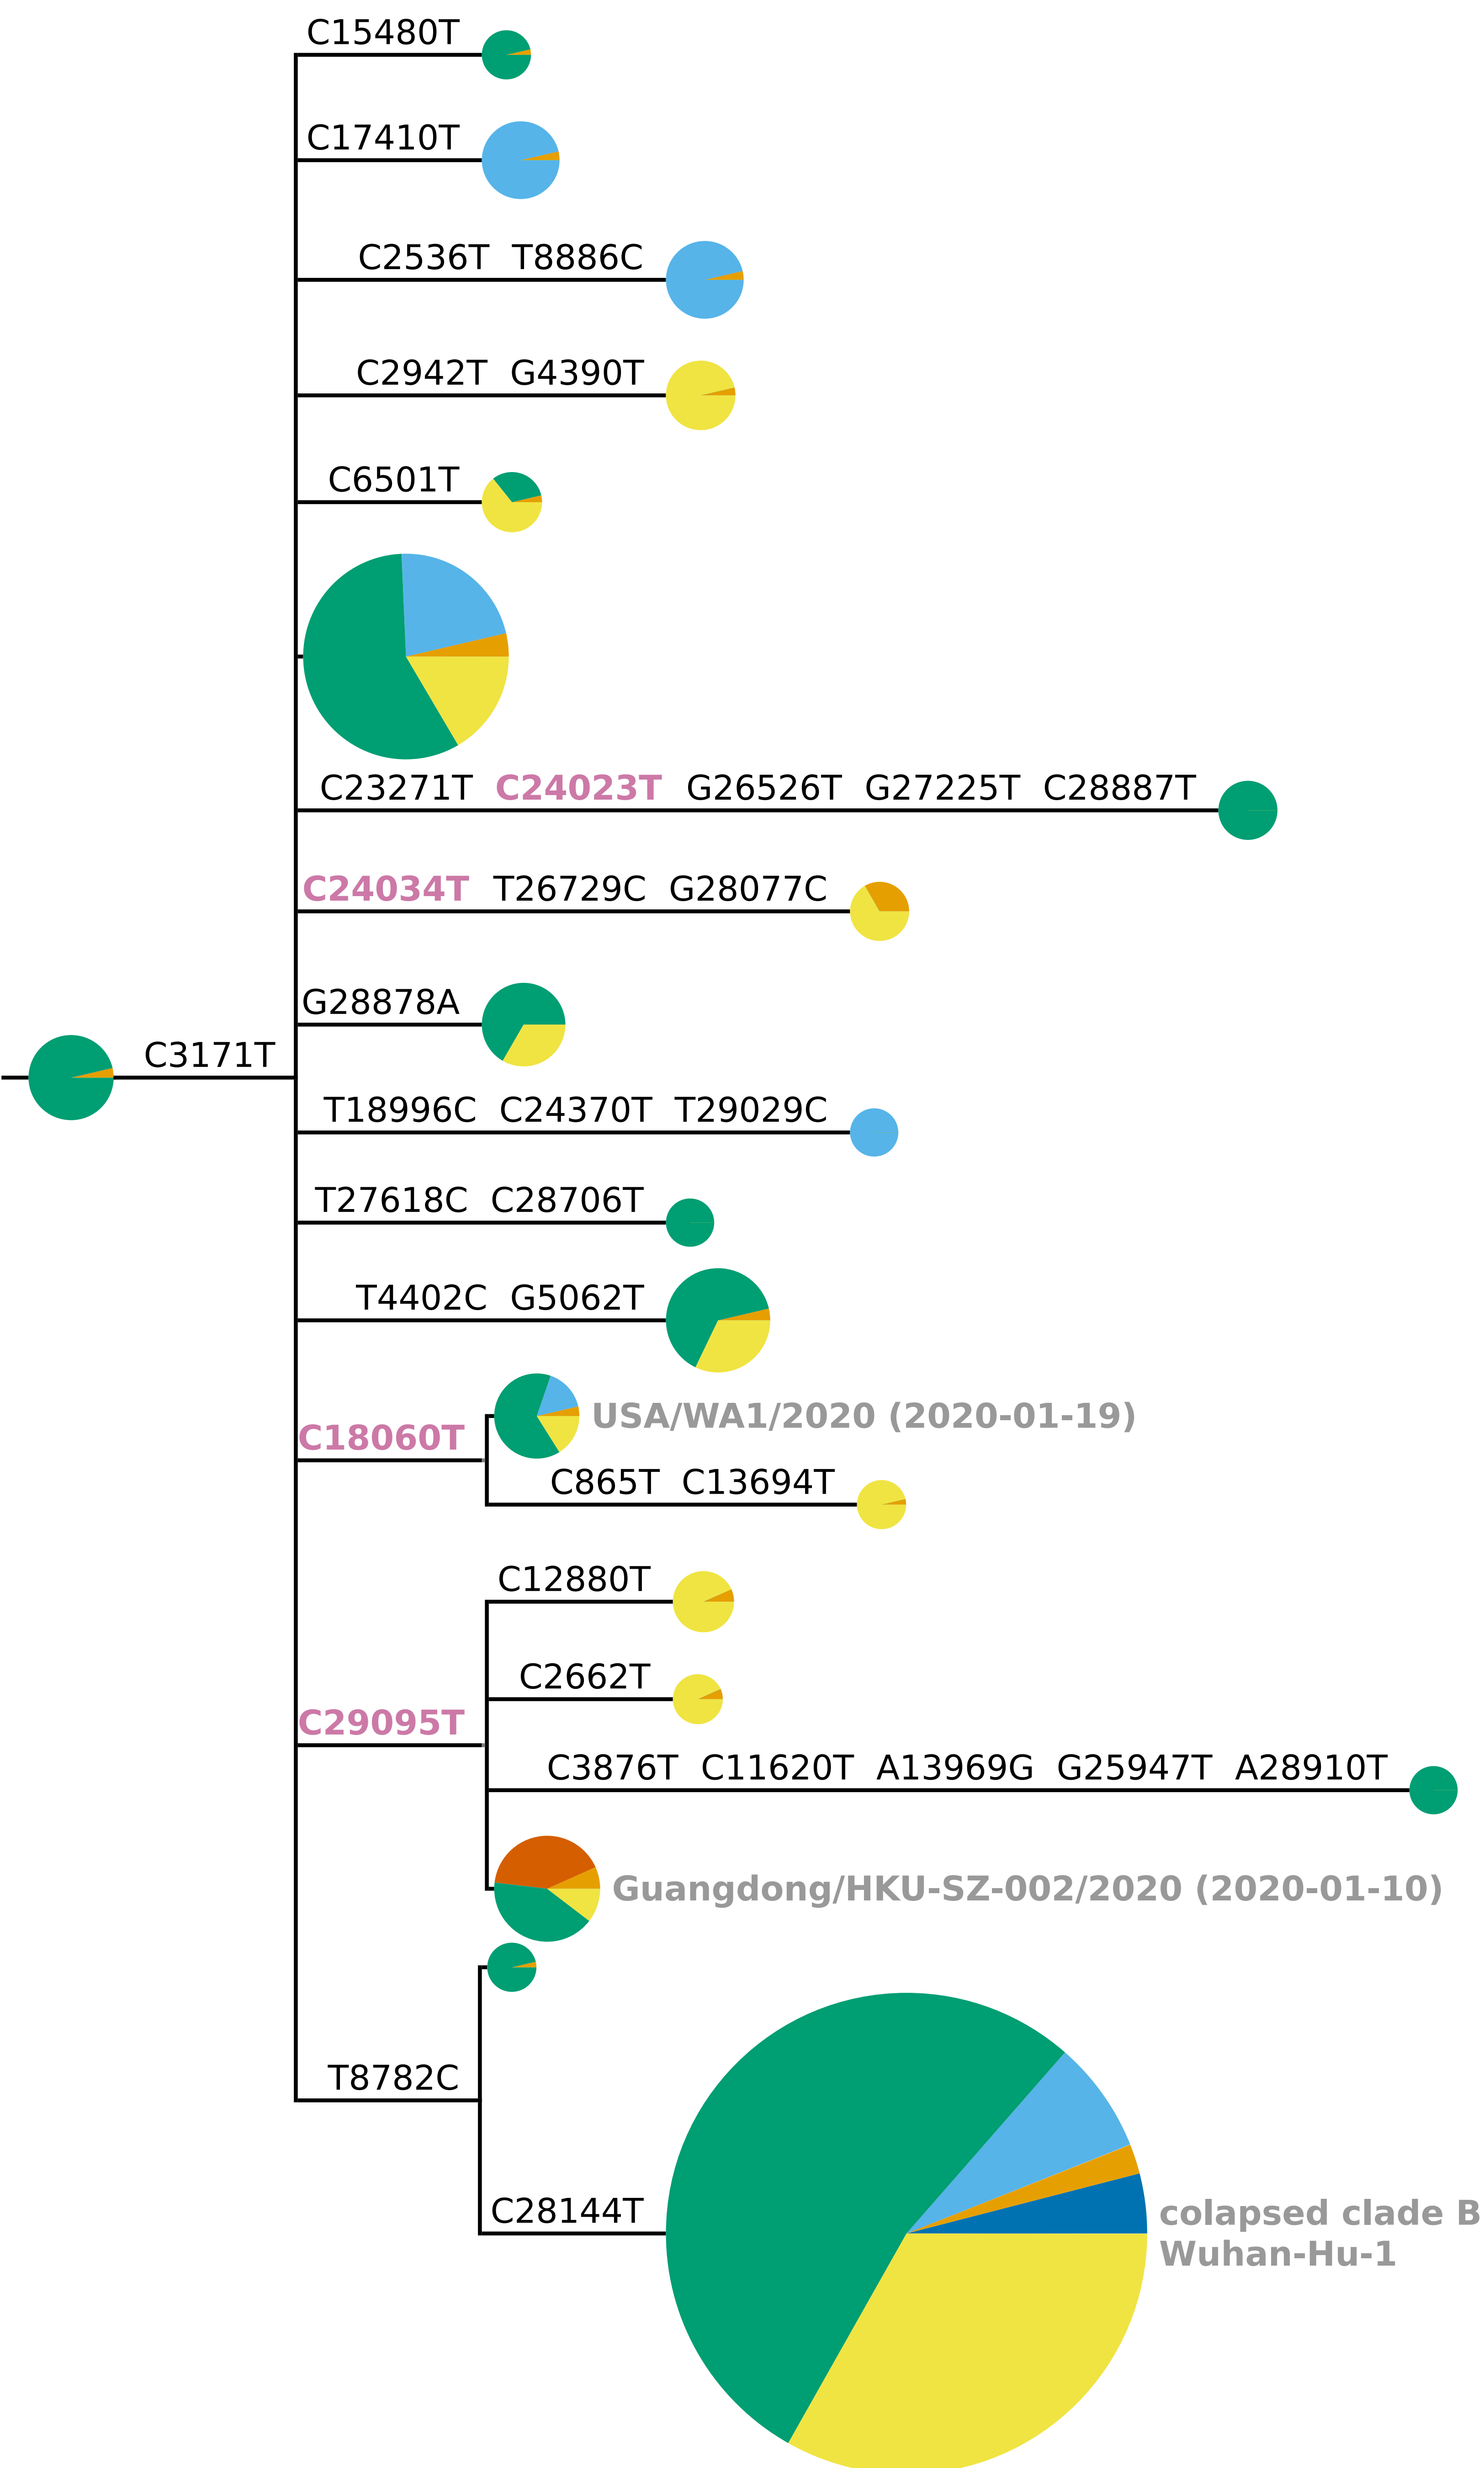 C15480T
C17410T
C2536T T8886C
C2942T G4390T
C6501T
C23271T C24023T G26526T G27225T C28887T
C24034T T26729C G28077C
G28878A
C3171T
T18996C C24370T T29029C
T27618C C28706T
T4402C G5062T
USA/WA1/2020 (2020-01-19)
C18060T
C865T C13694T
C12880T
C2662T
C29095T
C3876T C11620T A13969G G25947T A28910T
Guangdong/HKU-SZ-002/2020 (2020-01-10)
T8782C
C28144T
colapsed clade B
Wuhan-Hu-1